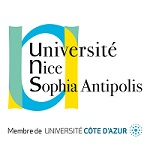 université
nice
Sophia Antipolis
Membre de UNIVERSITÉ CÔTE D'AZUR